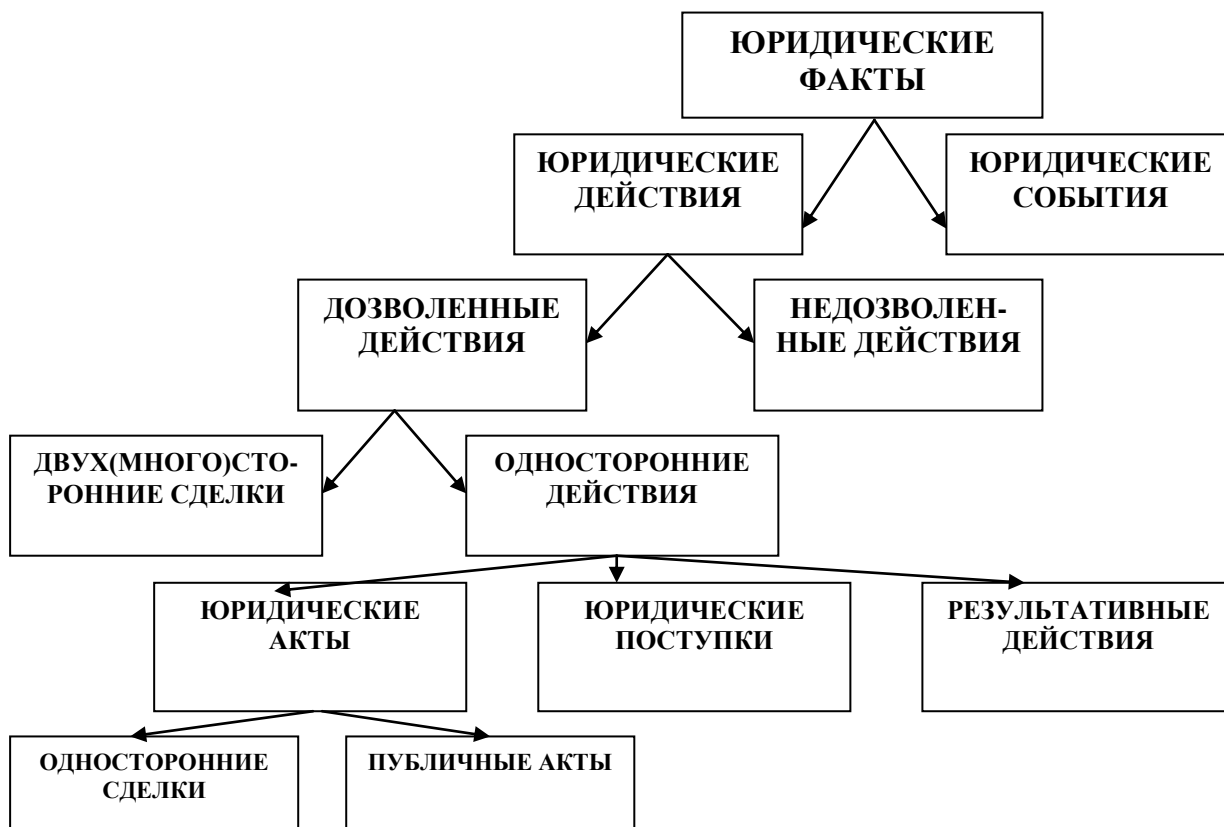 ЮРИДИЧЕСКИЕ
ФАКТЫ
ЮРИДИЧЕСКИЕ
ДЕЙСТВИЯ
ЮРИДИЧЕСКИЕ
СОБЫТИЯ
ДОЗВОЛЕННЫЕ
ДЕЙСТВИЯ
НЕДОЗВОЛЕН-
НЫЕ ДЕЙСТВИЯ
ДВУХ(МНОГО)СТО-
РОННИЕ СДЕЛКИ
ОДНОСТОРОННИЕ
ДЕЙСТВИЯ
ЮРИДИЧЕСКИЕ
АКТЫ
ЮРИДИЧЕСКИЕ
ПОСТУПКИ
РЕЗУЛЬТАТИВНЫЕ
ДЕЙСТВИЯ
ОДНОСТОРОННИЕ
СДЕЛКИ
ПУБЛИЧНЫЕ АКТЫ